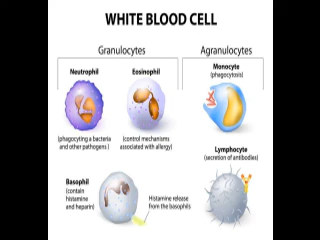 WHITE BLOOD CELL
Granulocytes
Agranulocytes
Neutrophil
Eosinophil
Monocyte
(phagocytosis)
(phagocyting a bacteria
and other pathogens )
(control mechanisms
associated with allergy)
Lymphocyte
(secretion of antibodies)
Basophil
(contain
histamine
and heparin)
Histamine release
from the basophils